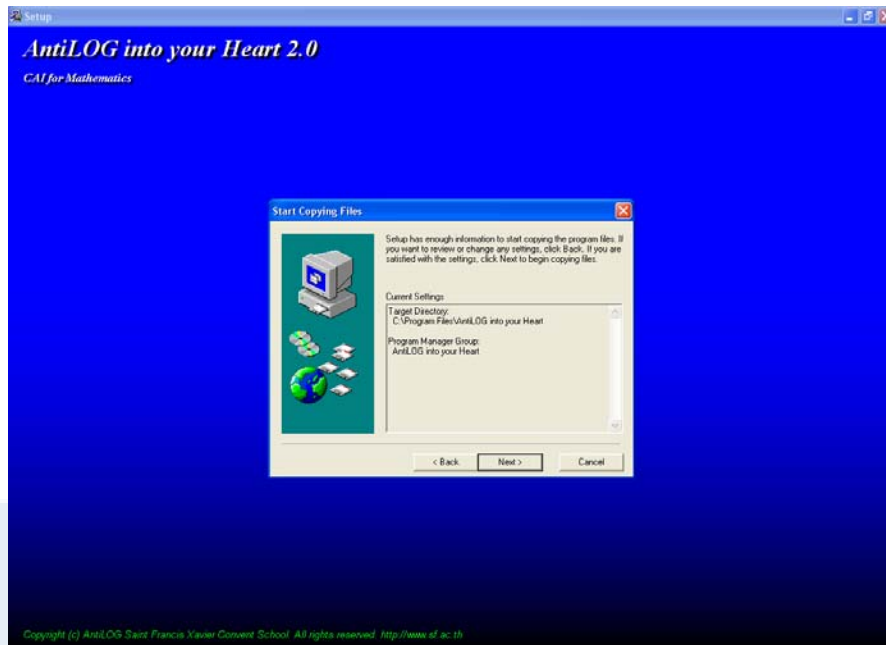 Setup
AntiLOG into your Heart 2.0
CAI for Mathematics
Start Copying Files
Setup has enough information to start copying the program files. If
you want to review or change any settings, click Back. If you are
satisfied with the settings, click Next to begin copying files.
Current Settings:
Target Directory:
C:\Program Files\AntiLOG into your Heart
Program Manager Group:
AntiLOG into your Heart
< Back
Next >
Cancel
Copyright (c) AntiLOG Saint Francis Xavier Convent School All rights reserved. http://www.sf.ac.th